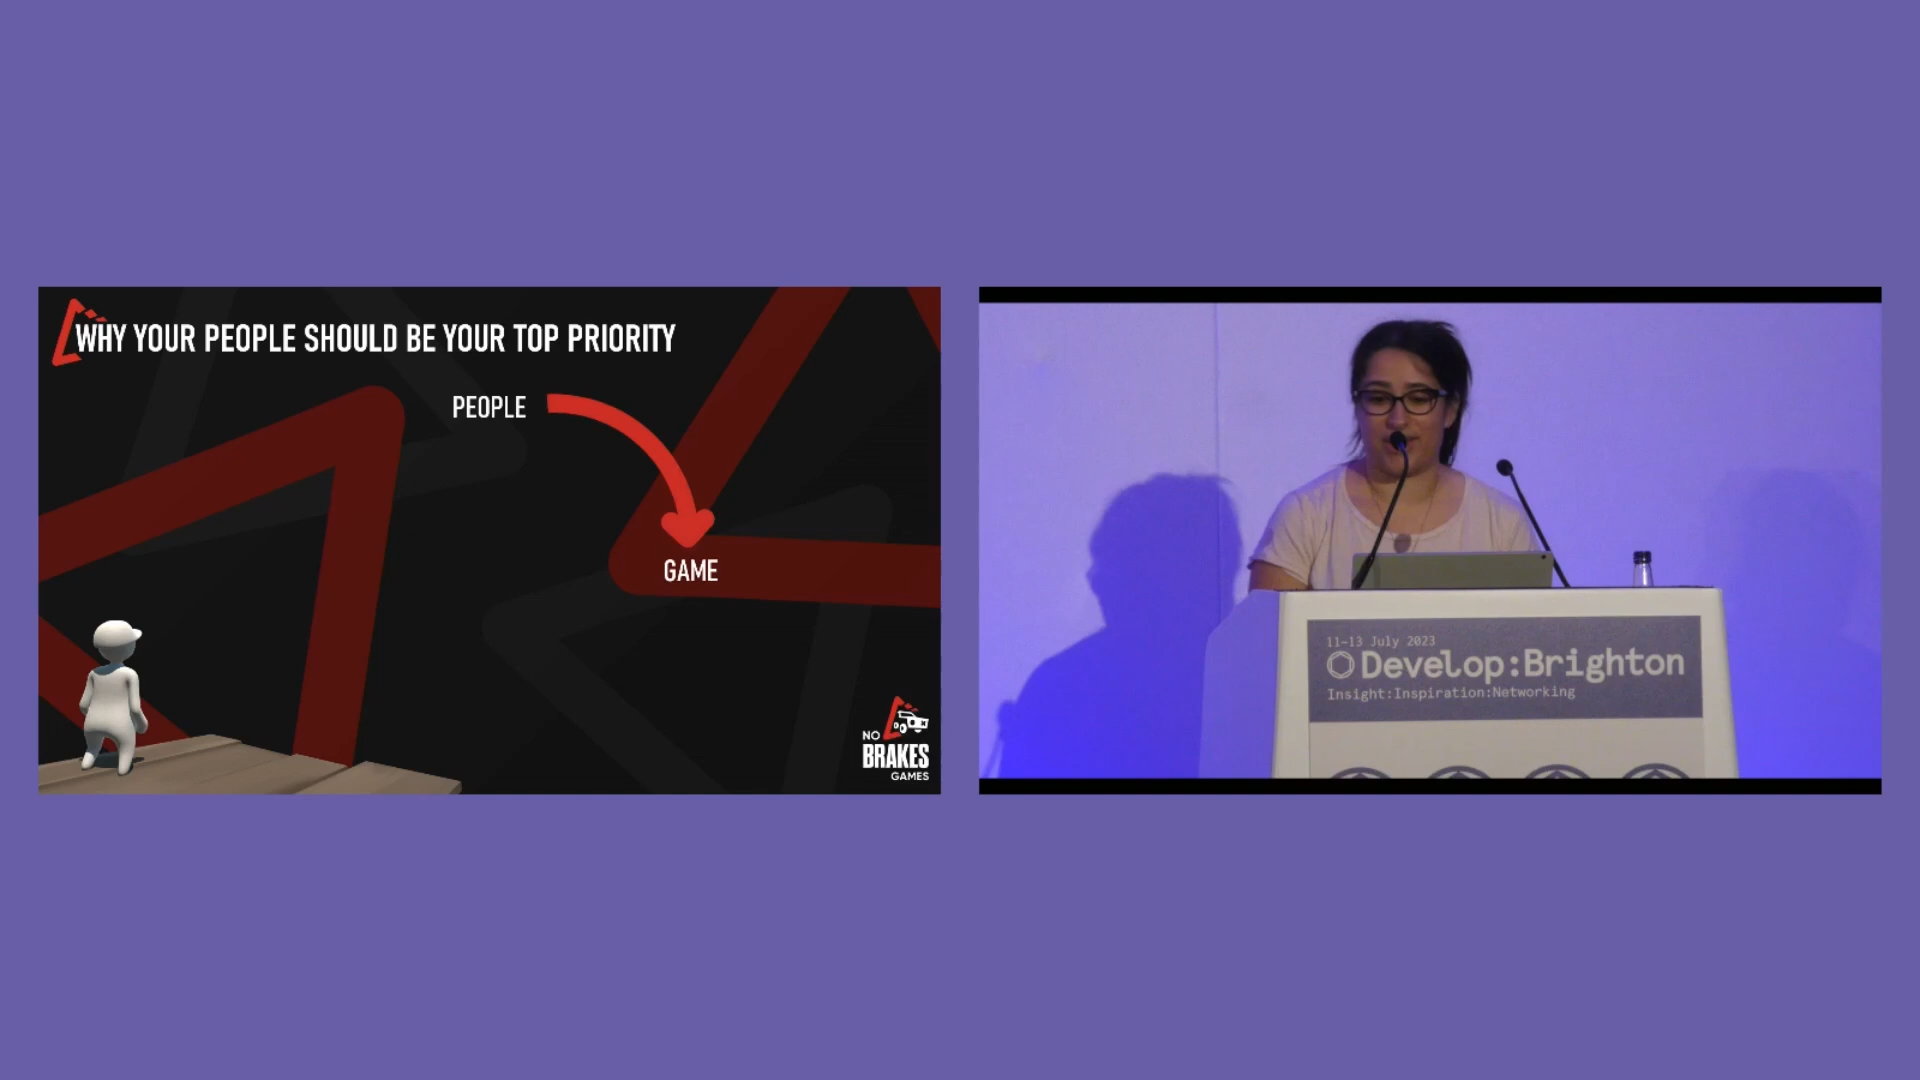 WHY YOUR PEOPLE SHOULD BE YOUR TOP PRIORITY
PEOPLE
GAME
NO
BRAKES
GAMES
11-13 July 2023
Develop:Brighton
Insight:Inspiration:Networking